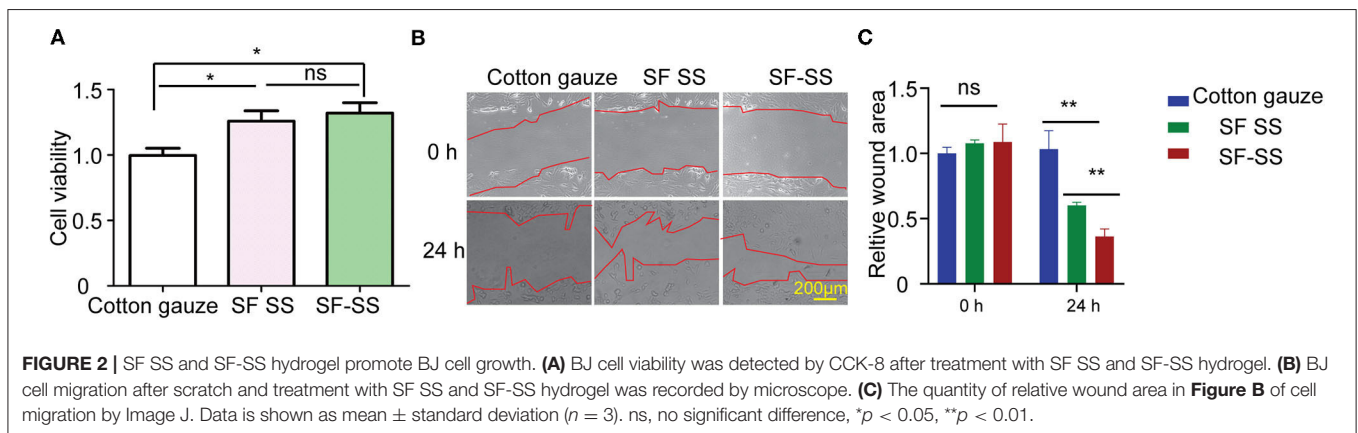 A
*
*
ns
1.5
1.0
0.5
0
Cell viability
Cotton gauze SF SS SF-SS
B
Cotton gauze SF SS SF-SS
0 h
24 h
200μm
C
ns
**
**
1.5
1.0
0.5
0
Reltive wound area
0 h 24 h
Cotton gauze
SF SS
SF-SS
FIGURE 2 | SF SS and SF-SS hydrogel promote BJ cell growth. (A) BJ cell viability was detected by CCK-8 after treatment with SF SS and SF-SS hydrogel. (B) BJ
cell migration after scratch and treatment with SF SS and SF-SS hydrogel was recorded by microscope. (C) The quantity of relative wound area in Figure B of cell
migration by Image J. Data is shown as mean ± standard deviation (n = 3). ns, no significant difference, *p < 0.05, **p < 0.01.